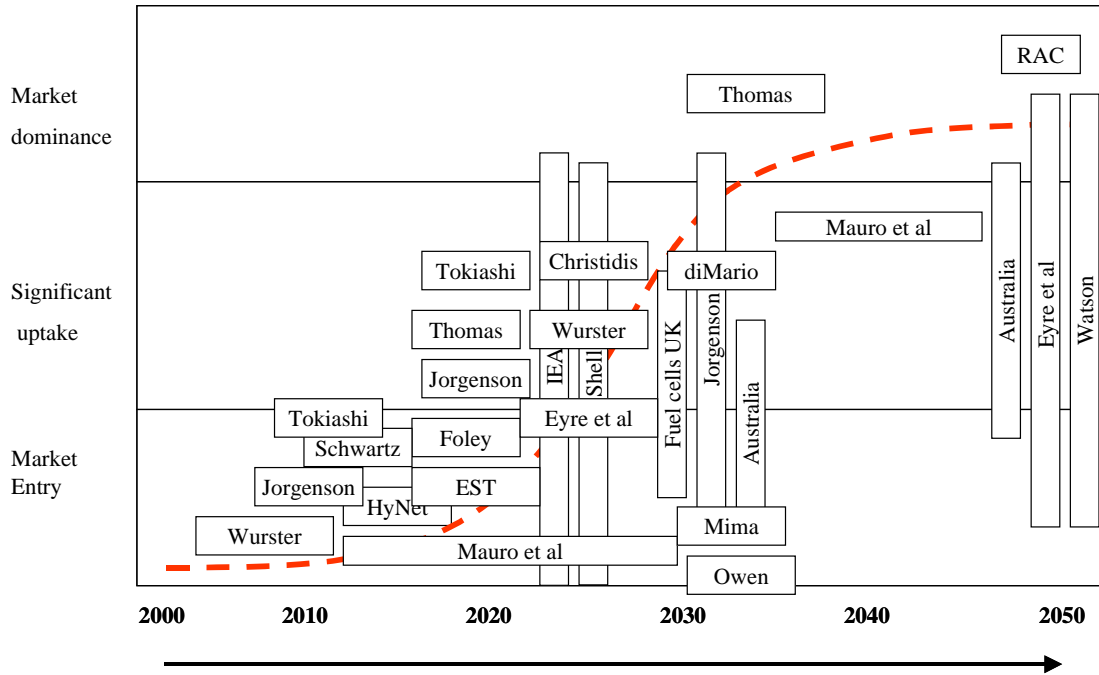 RAC
Market
dominance
Thomas
Mauro et al
Tokiashi
Christidis
diMario
Significant
uptake
Thomas
Wurster
IEA
Shell
Fuel cells UK
Jorgenson
Australia
Australia
Eyre et al
Watson
Jorgenson
Tokiashi
Eyre et al
Schwartz
Foley
Market
Entry
Jorgenson
EST
HyNet
Wurster
Mima
Mauro et al
Owen
2000
2010
2020
2030
2040
2050